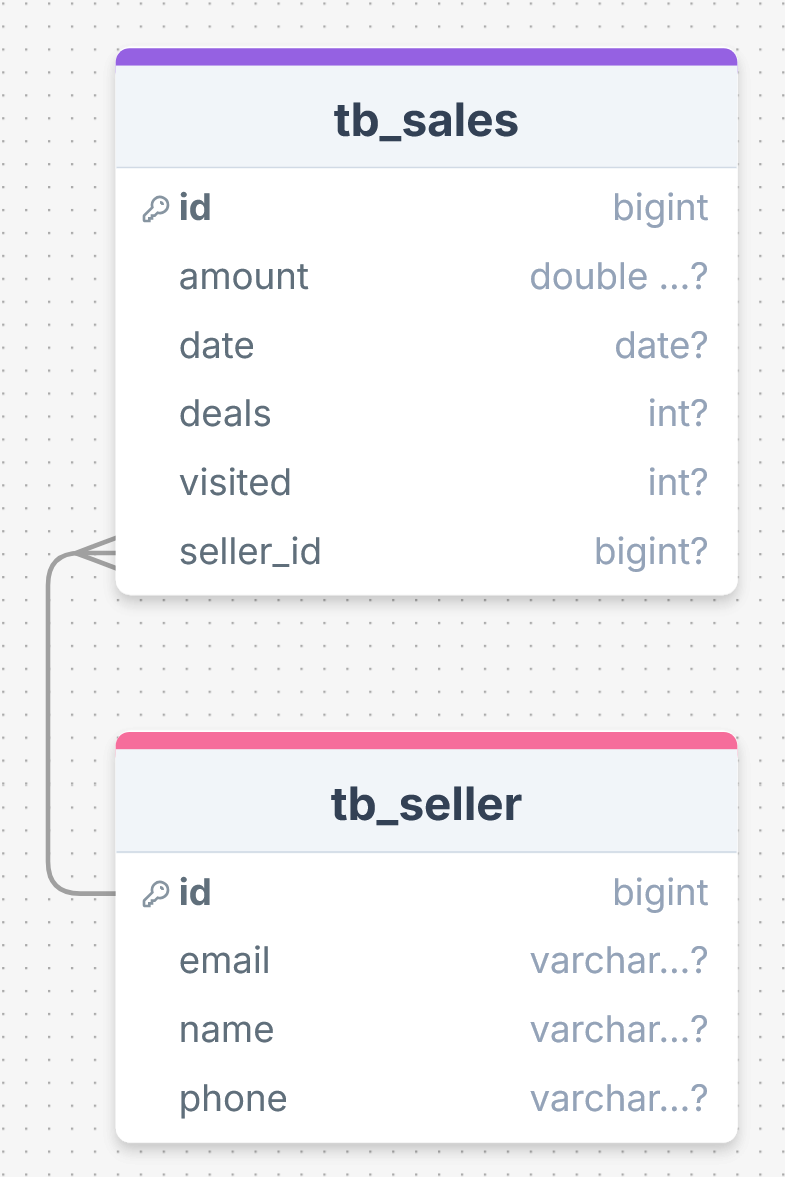 tb_sales
id bigint
amount double ...?
date date?
deals int?
visited int?
seller_id bigint?
tb_seller
id bigint
email varchar...?
name varchar...?
phone varchar...?